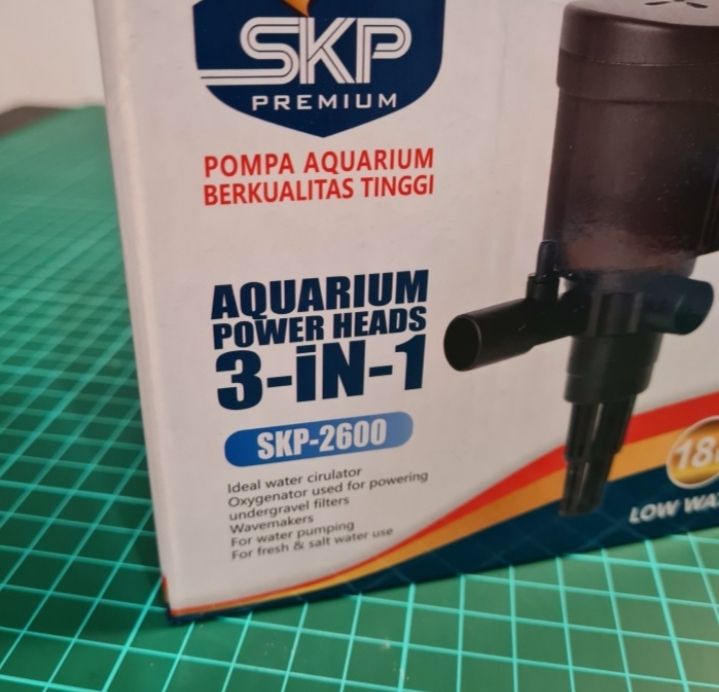 SKP
PREMIUM
POMPA AQUARIUM
BERKUALITAS TINGGI
AQUARIUM
POWER HEADS
3-iN-1
SKP-2600
Ideal water cirulator
Oxygenator used for powering
undergravel filters
Wavemakers
For water pumping
For fresh & salt water use
LOW